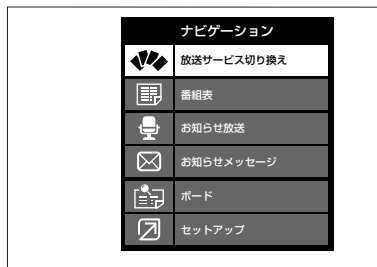 ナビゲーション
放送サービス切り換え
番組表
お知らせ放送
お知らせメッセージ
ボード
セットアップ